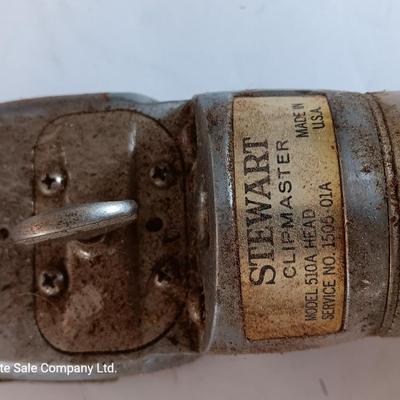 STEWART
CLIPMASTER
MODEL 510A HEAD
SERVICE NO. 1505-01A
MADE IN
U.S.A.
te Sale Company Ltd.